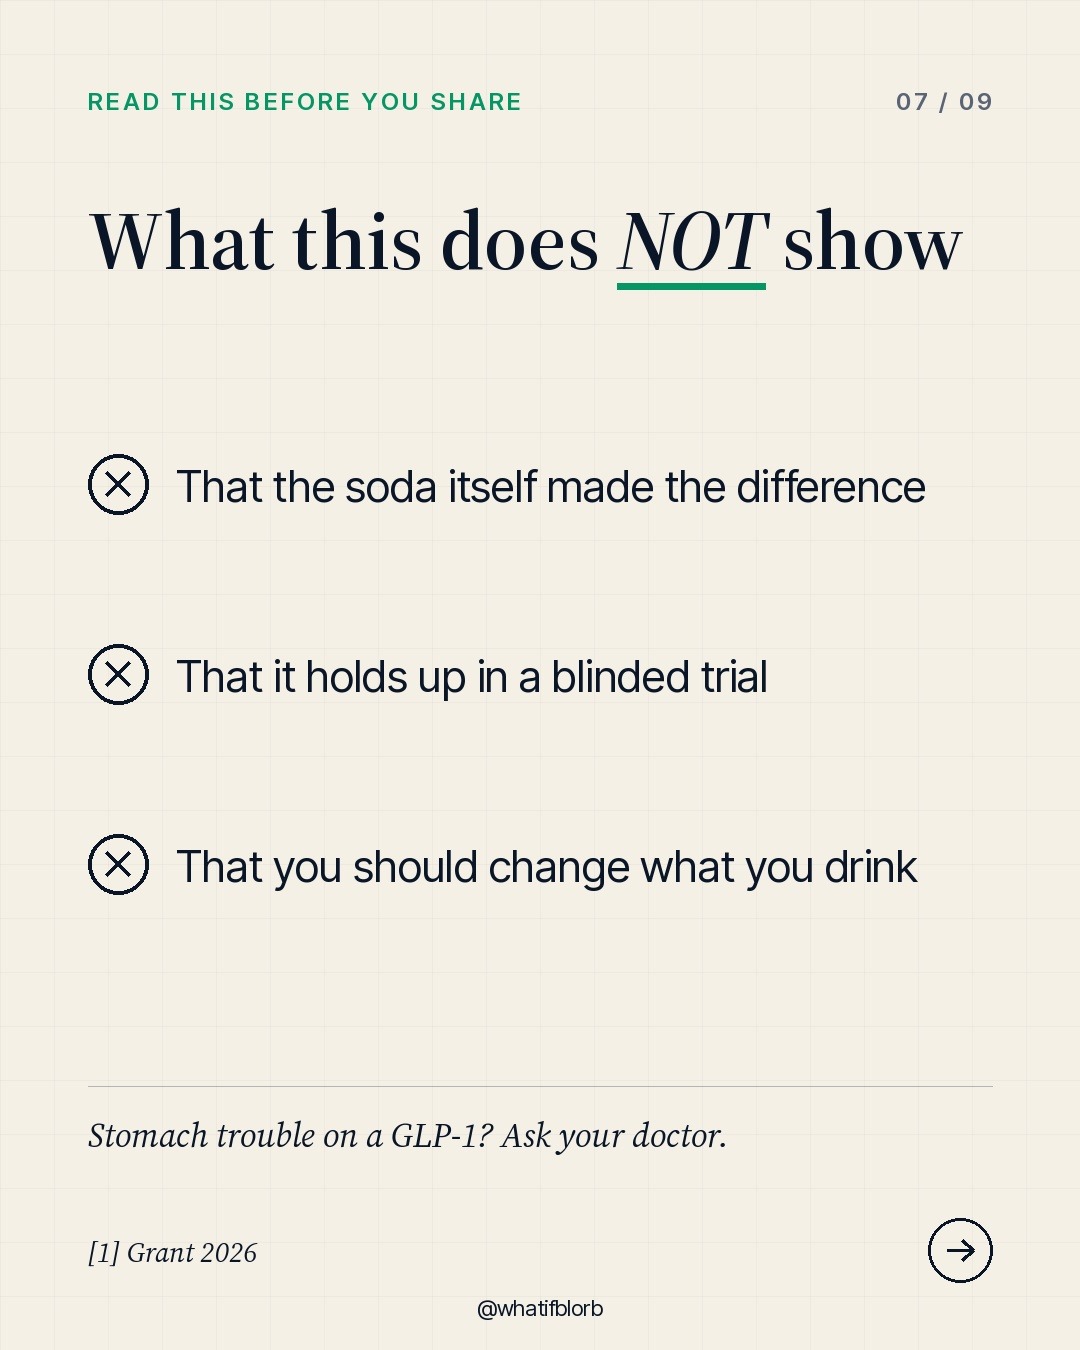 READ THIS BEFORE YOU SHARE
07 / 09
What this does NOT show
That the soda itself made the difference
That it holds up in a blinded trial
That you should change what you drink
Stomach trouble on a GLP-1? Ask your doctor.
[1] Grant 2026
@whatifblorb